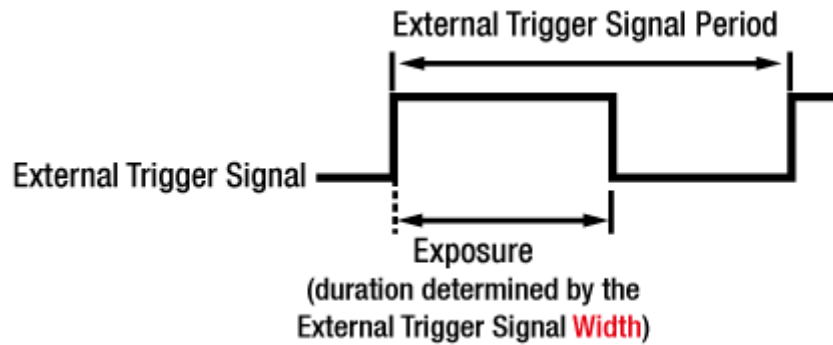 External Trigger Signal Period
External Trigger Signal
Exposure
(duration determined by the
External Trigger Signal Width)